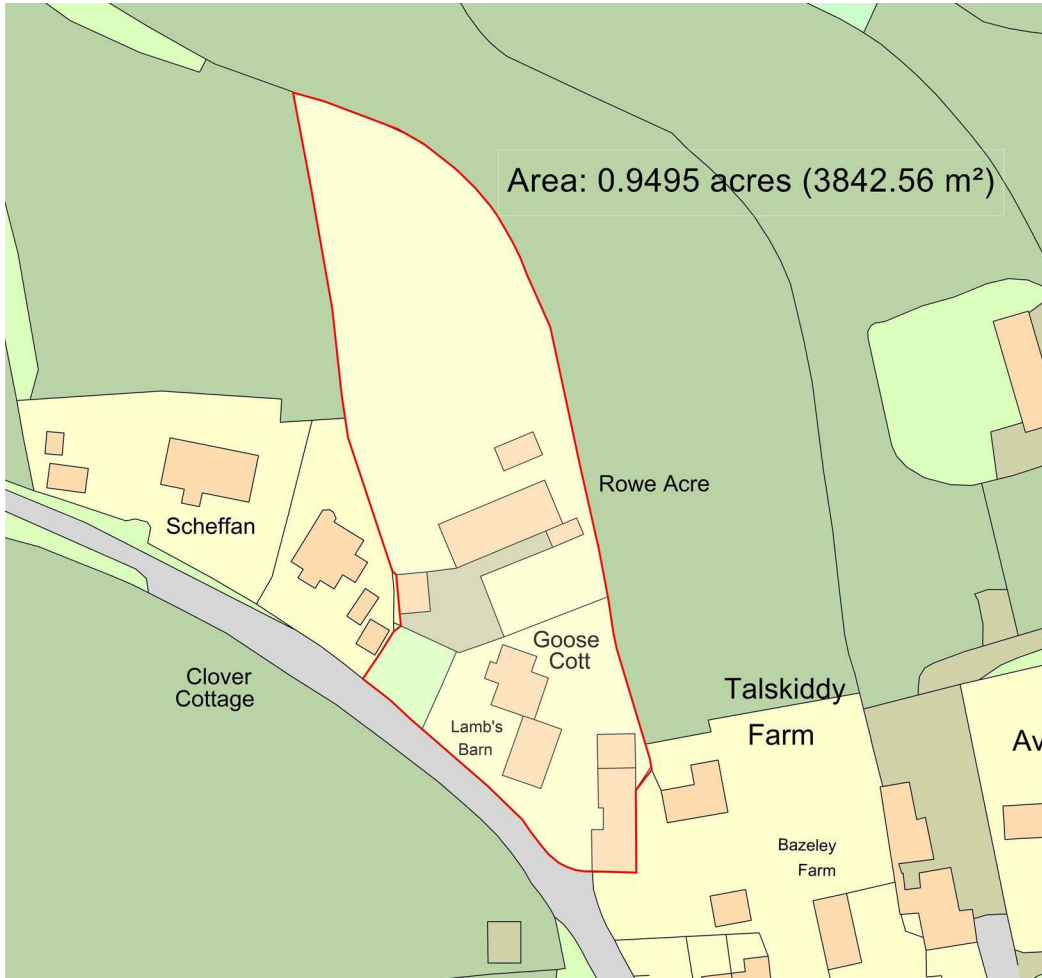 Area: 0.9495 acres (3842.56 m²)
Rowe Acre
Scheffan
Goose
Cott
Clover
Cottage
Talskiddy
Farm
Lamb's
Barn
Av
Bazeley
Farm